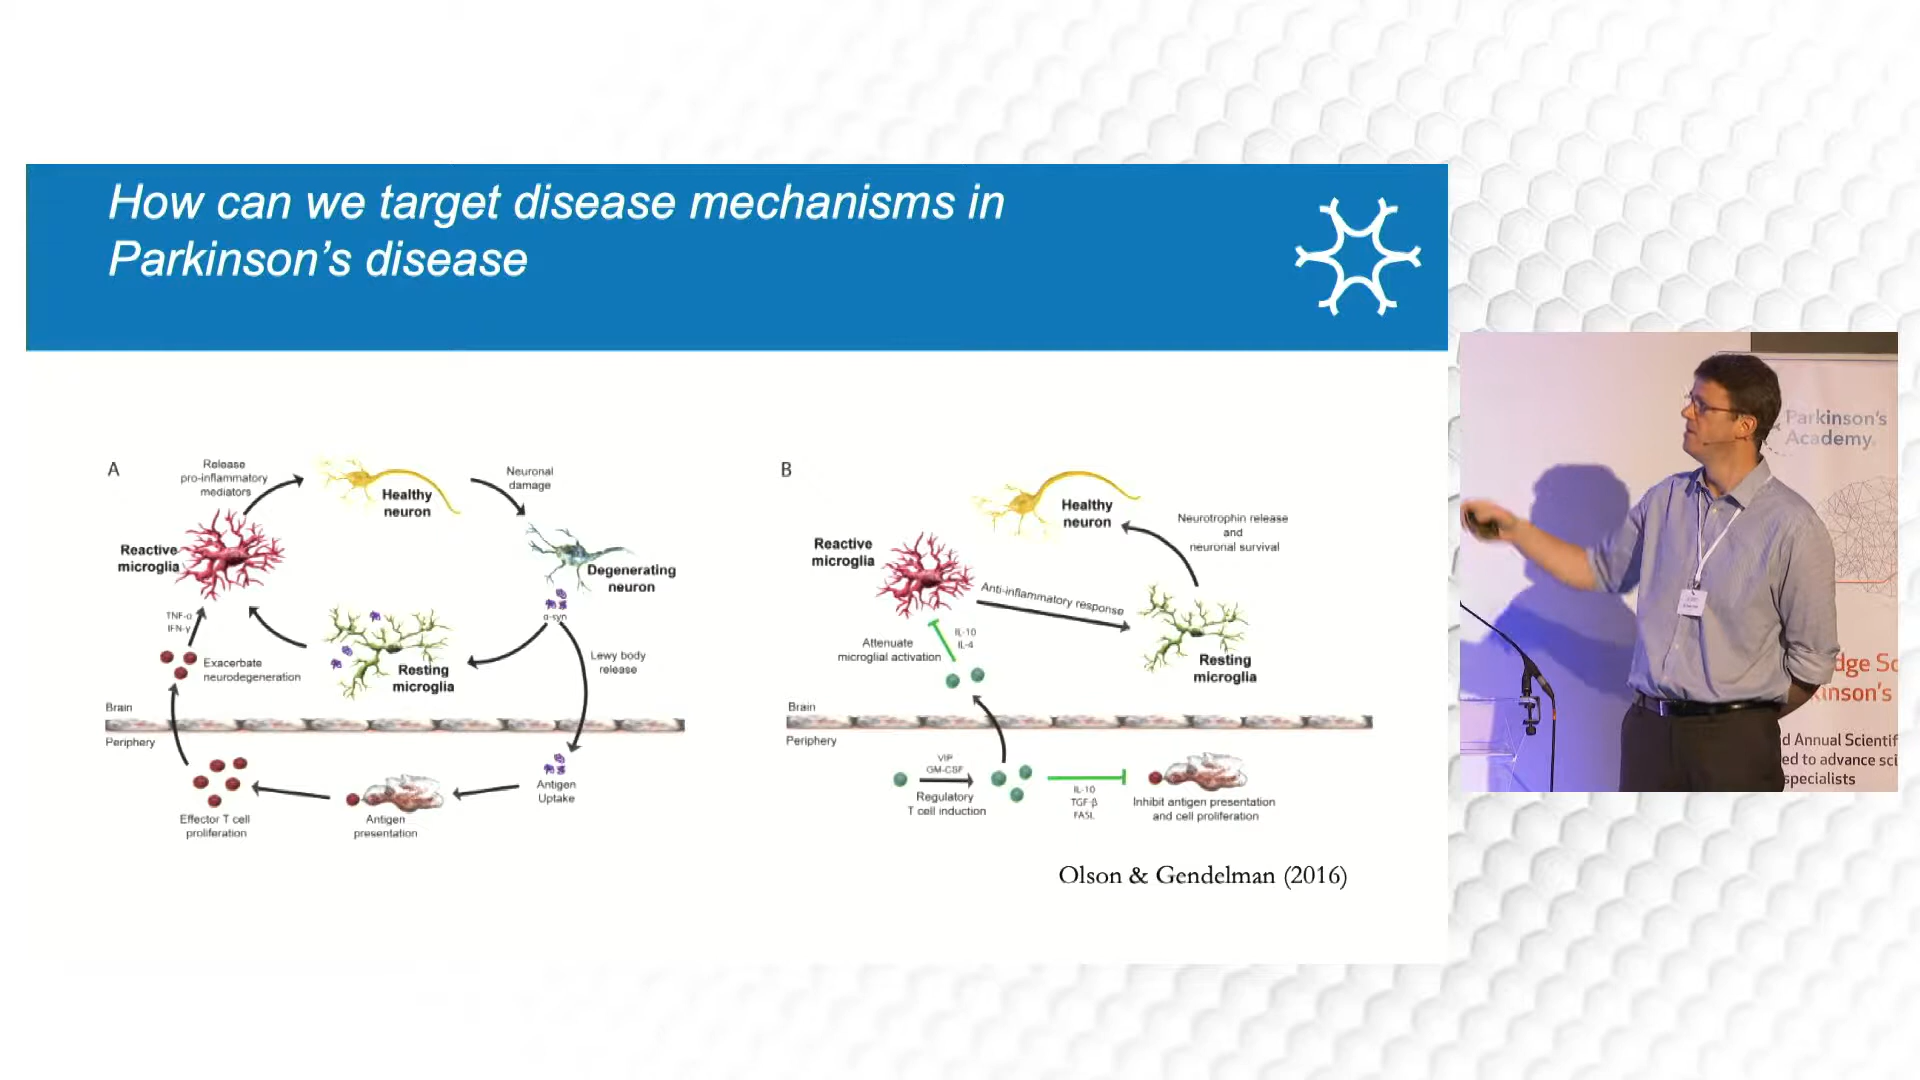 How can we target disease mechanisms in
Parkinson's disease
A
Release
pro-inflammatory
mediators
Healthy
neuron
Neuronal
damage
Reactive
microglia
Degenerating
neuron
α-syn
TNF-α
IFN-γ
Exacerbate
neurodegeneration
Resting
microglia
Lewy body
release
Brain
Periphery
Effector T cell
proliferation
Antigen
presentation
Antigen
Uptake
B
Healthy
neuron
Neurotrophin release
and
neuronal survival
Reactive
microglia
Anti-inflammatory response
Attenuate
microglial activation
IL-10
IL-4
Resting
microglia
Brain
Periphery
VIP
GM-CSF
Regulatory
T cell induction
IL-10
TGF-β
FASL
Inhibit antigen presentation
and cell proliferation
Olson & Gendelman (2016)
Parkinson's
Academy
dge Sc
kinson's
d Annual Scientif
ed to advance sci
specialists